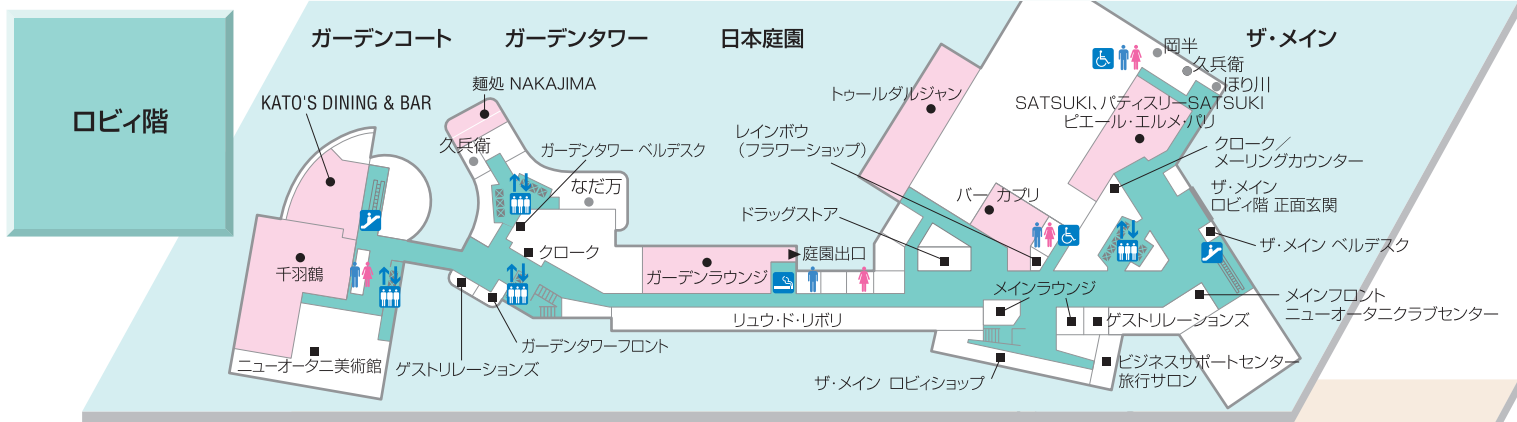 ロビィ階
ガーデンコート
ガーデンタワー
日本庭園
ザ・メイン
KATO'S DINING & BAR
麺処 NAKAJIMA
久兵衛
ガーデンタワー ベルデスク
なだ万
クローク
千羽鶴
ニューオータニ美術館
ゲストリレーションズ
ガーデンタワーフロント
ガーデンラウンジ
庭園出口
リュウ・ド・リボリ
トゥールダルジャン
レインボウ
（フラワーショップ）
ドラッグストア
バー カプリ
岡半
久兵衛
ほり川
SATSUKI、パティスリーSATSUKI
ピエール・エルメ・パリ
クローク／
メーリングカウンター
ザ・メイン
ロビィ階 正面玄関
ザ・メイン ベルデスク
メインラウンジ
ゲストリレーションズ
メインフロント
ニューオータニクラブセンター
ザ・メイン ロビィショップ
ビジネスサポートセンター
旅行サロン